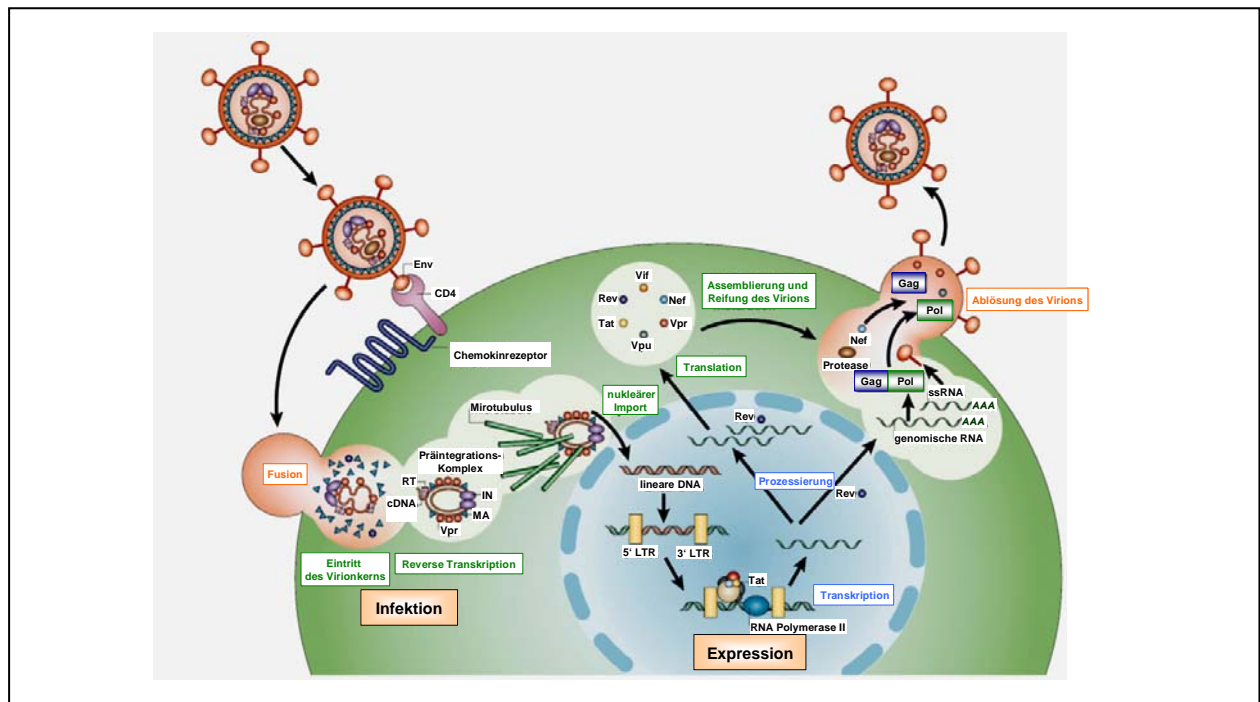 Env
CD4
Chemokinrezeptor
Fusion
Eintritt
des Virionkerns
Infektion
RT
cDNA
Präintegrations-
Komplex
IN
MA
Vpr
Reverse Transkription
Mirotubulus
nukleärer
Import
lineare DNA
5' LTR
3' LTR
Tat
RNA Polymerase II
Expression
Transkription
Prozessierung
Rev
Rev
Translation
Vif
Rev
Nef
Tat
Vpr
Vpu
Assemblierung und
Reifung des Virions
Gag
Pol
Nef
Protease
Gag
Pol
ssRNA
AAA
AAA
genomische RNA
Ablösung des Virions